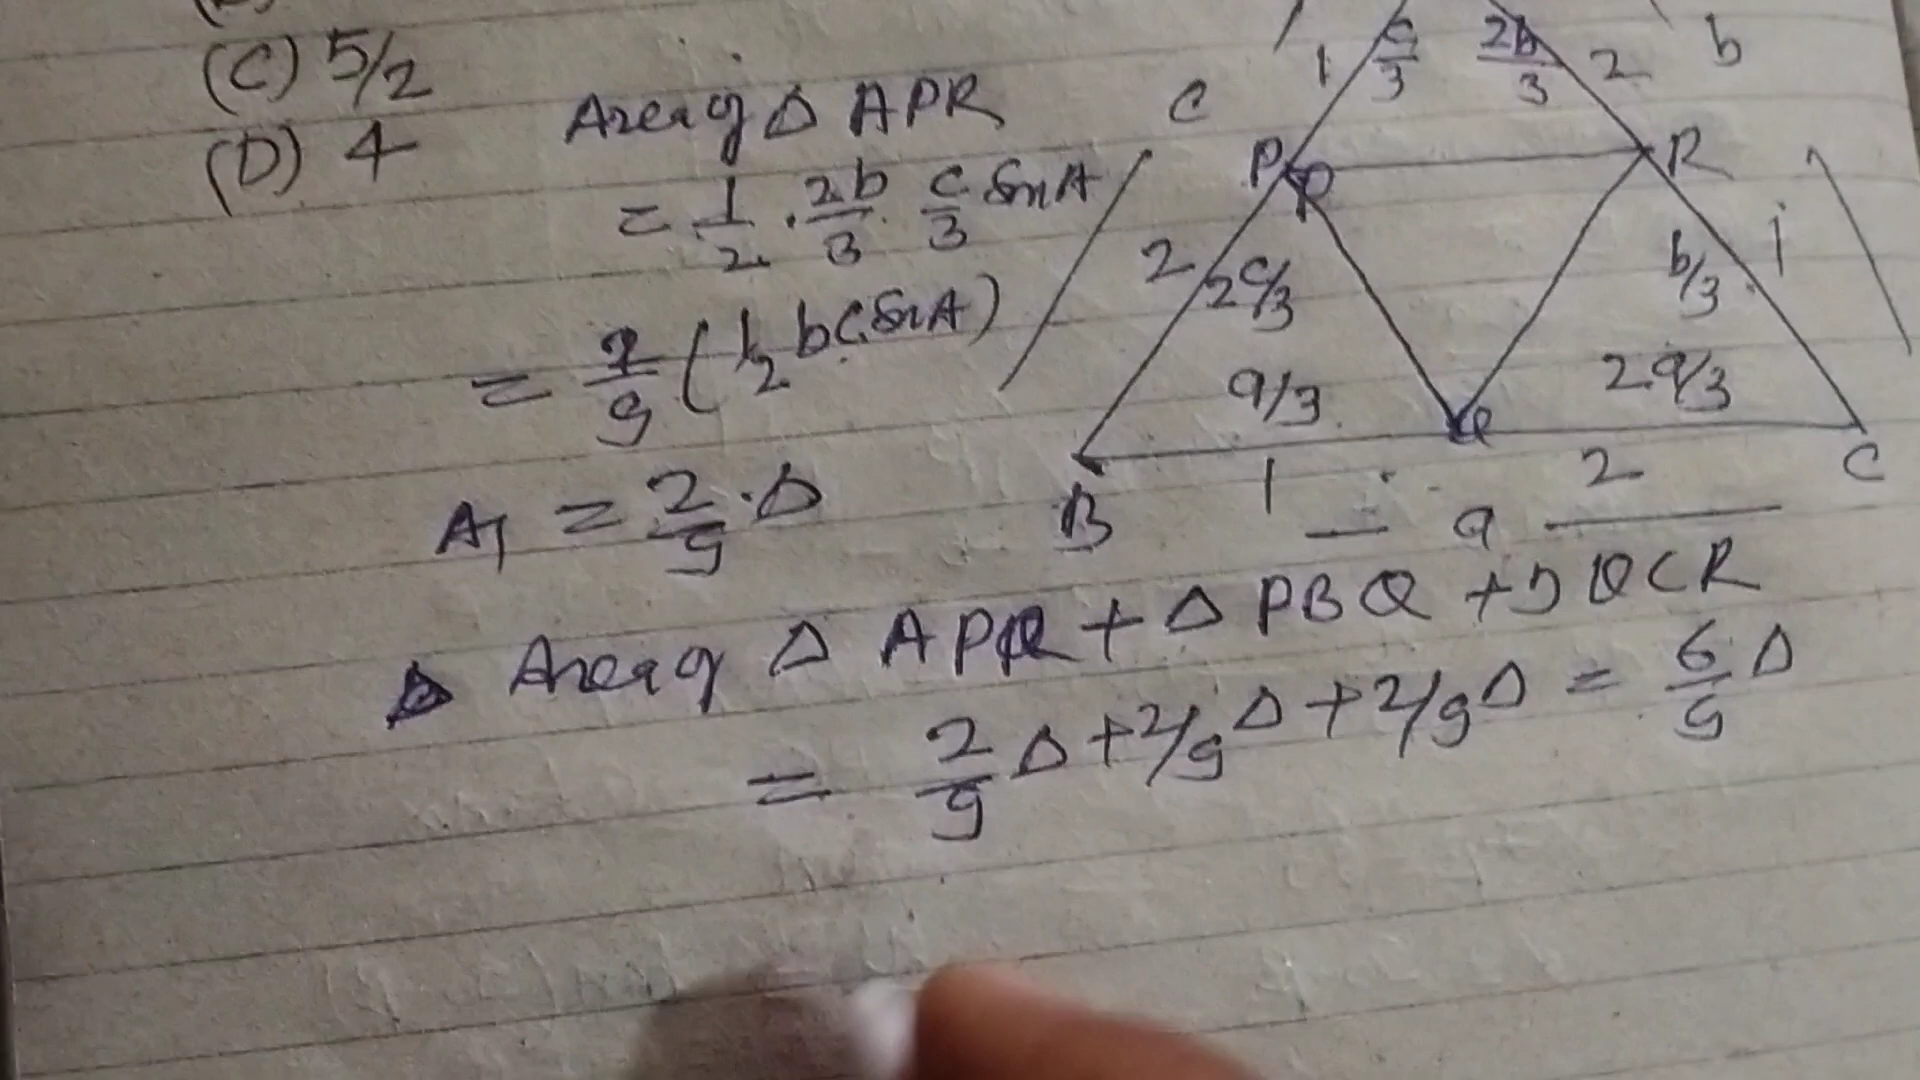 (C) 5/2
(D) 4
Area of Δ APR
= 1/2 · 2b/3 · c/3 sinA
= 2/9 (1/2 bc sinA)
A1 = 2/9 · Δ
Area of Δ APR + Δ PBQ + Δ QCR
= 2/9 Δ + 2/9 Δ + 2/9 Δ = 6/9 Δ
1 c/3 2b/3 2 b
c
P R
2 2c/3 b/3 1
a/3 2a/3
B Q C
1 a 2